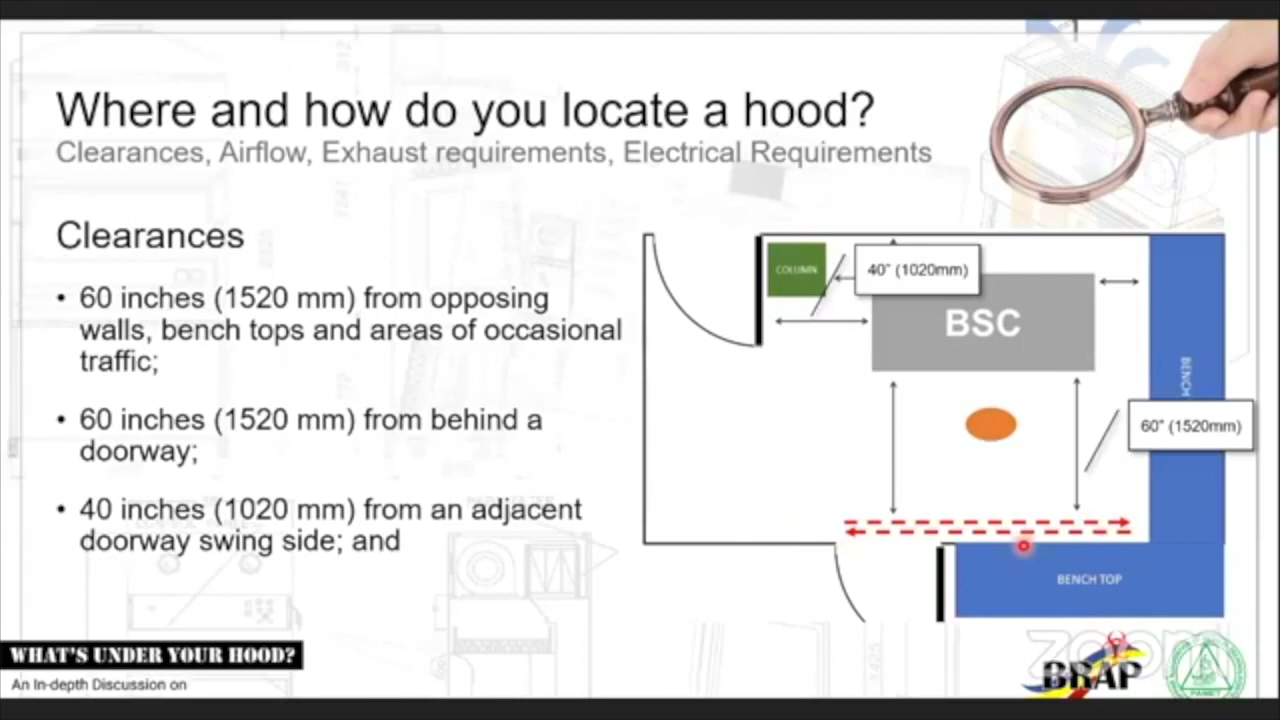 Where and how do you locate a hood?
Clearances, Airflow, Exhaust requirements, Electrical Requirements
Clearances
• 60 inches (1520 mm) from opposing
walls, bench tops and areas of occasional
traffic;
• 60 inches (1520 mm) from behind a
doorway;
• 40 inches (1020 mm) from an adjacent
doorway swing side; and
COLUMN
40” (1020mm)
BSC
BENCH
60” (1520mm)
BENCH TOP
WHAT'S UNDER YOUR HOOD?
An In-depth Discussion on
zoom
BRAP
PAMET